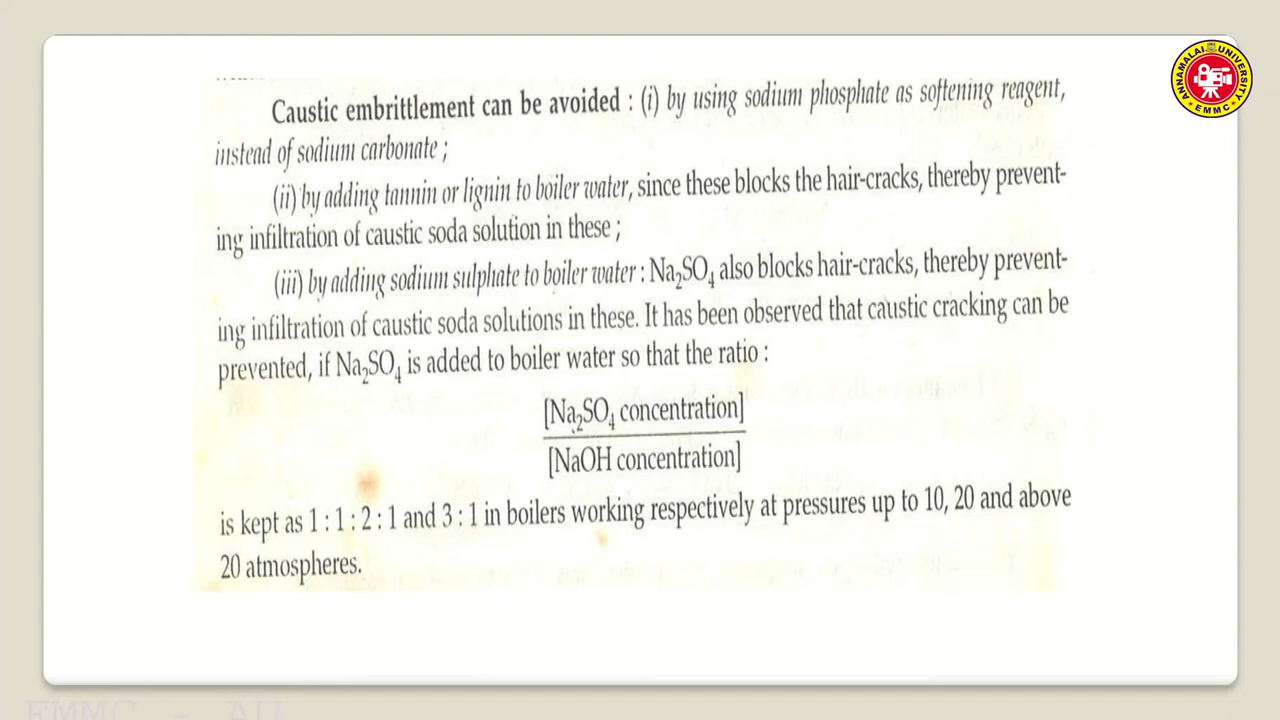 Caustic embrittlement can be avoided : (i) by using sodium phosphate as softening reagent,
instead of sodium carbonate ;
(ii) by adding tannin or lignin to boiler water, since these blocks the hair-cracks, thereby prevent-
ing infiltration of caustic soda solution in these ;
(iii) by adding sodium sulphate to boiler water : Na₂SO₄ also blocks hair-cracks, thereby prevent-
ing infiltration of caustic soda solutions in these. It has been observed that caustic cracking can be
prevented, if Na₂SO₄ is added to boiler water so that the ratio :
[Na₂SO₄ concentration]
[NaOH concentration]
is kept as 1 : 1 : 2 : 1 and 3 : 1 in boilers working respectively at pressures up to 10, 20 and above
20 atmospheres.
ANNAMALAI UNIVERSITY
EMMC
EMMC - AU